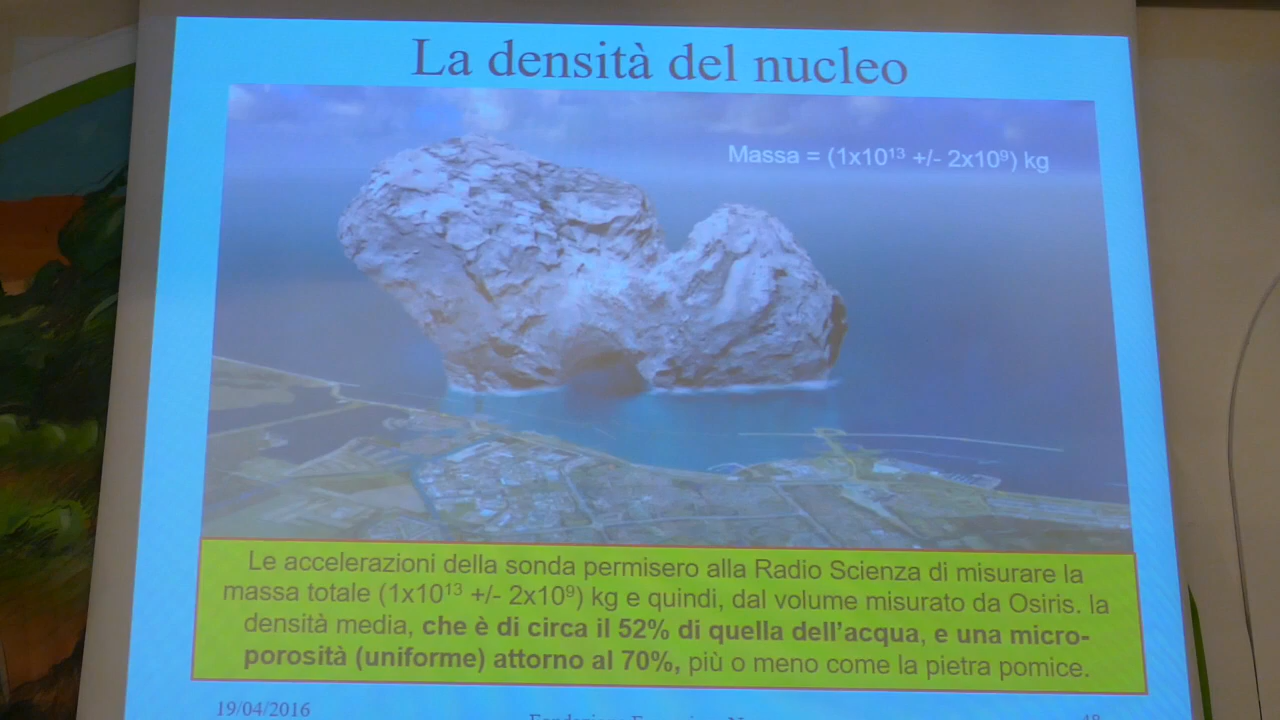 La densità del nucleo
Massa = (1x10¹³ +/- 2x10⁹) kg
Le accelerazioni della sonda permisero alla Radio Scienza di misurare la
massa totale (1x10¹³ +/- 2x10⁹) kg e quindi, dal volume misurato da Osiris. la
densità media, che è di circa il 52% di quella dell'acqua, e una micro-
porosità (uniforme) attorno al 70%, più o meno come la pietra pomice.
19/04/2016